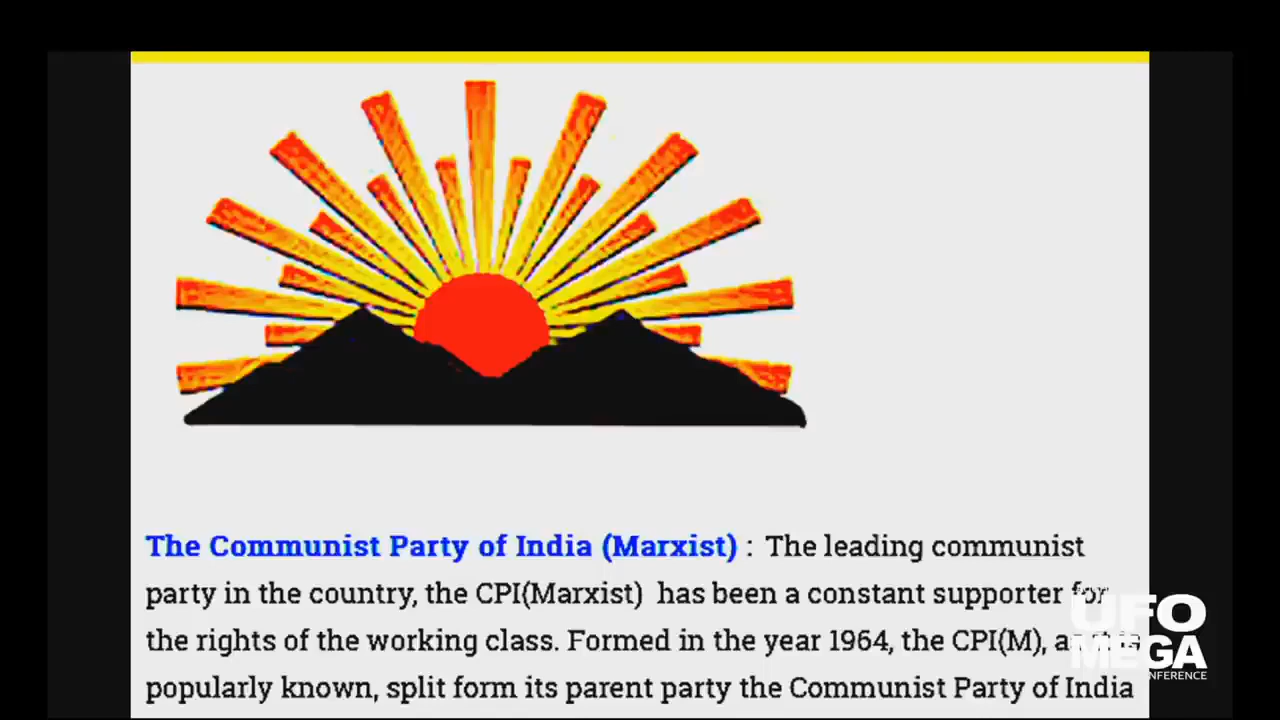 The Communist Party of India (Marxist) : The leading communist
party in the country, the CPI(Marxist) has been a constant supporter for
the rights of the working class. Formed in the year 1964, the CPI(M),
popularly known, split form its parent party the Communist Party of India
UFO
MEGA